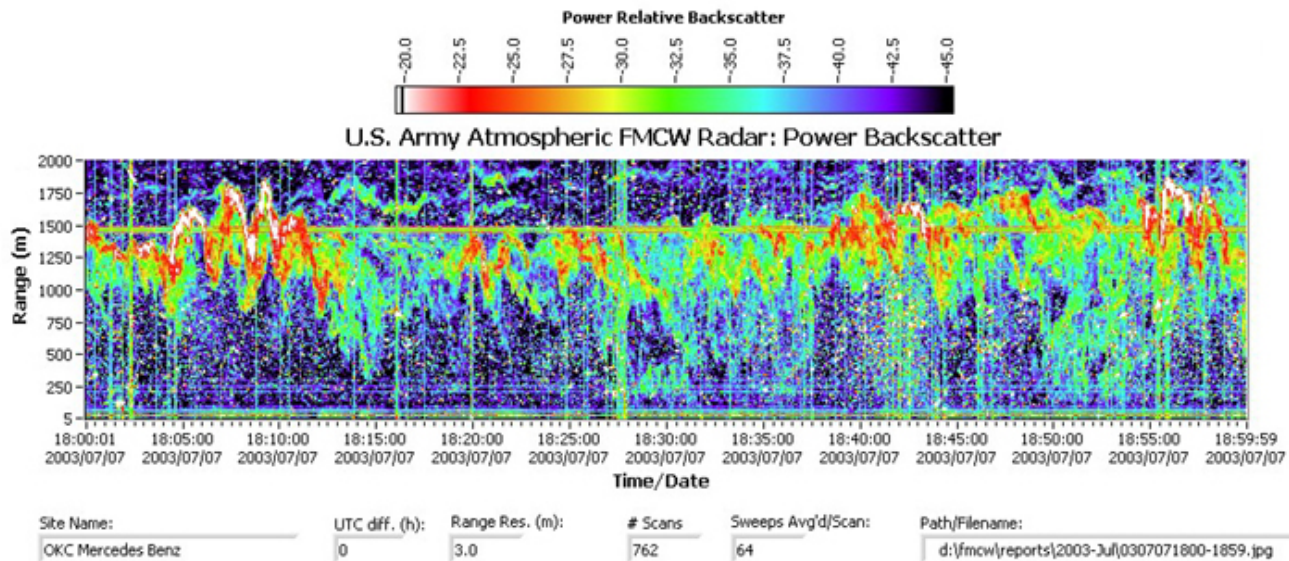 Power Relative Backscatter
-20.0 -22.5 -25.0 -27.5 -30.0 -32.5 -35.0 -37.5 -40.0 -42.5 -45.0
U.S. Army Atmospheric FMCW Radar: Power Backscatter
Range (m)
2000
1750
1500
1250
1000
750
500
250
5
18:00:01 18:05:00 18:10:00 18:15:00 18:20:00 18:25:00 18:30:00 18:35:00 18:40:00 18:45:00 18:50:00 18:55:00 18:59:59
2003/07/07 2003/07/07 2003/07/07 2003/07/07 2003/07/07 2003/07/07 2003/07/07 2003/07/07 2003/07/07 2003/07/07 2003/07/07 2003/07/07 2003/07/07
Time/Date
Site Name: UTC diff. (h): Range Res. (m): # Scans Sweeps Avg'd/Scan: Path/Filename:
OKC Mercedes Benz 0 3.0 762 64 d:\fmcw\reports\2003-Jul\0307071800-1859.jpg